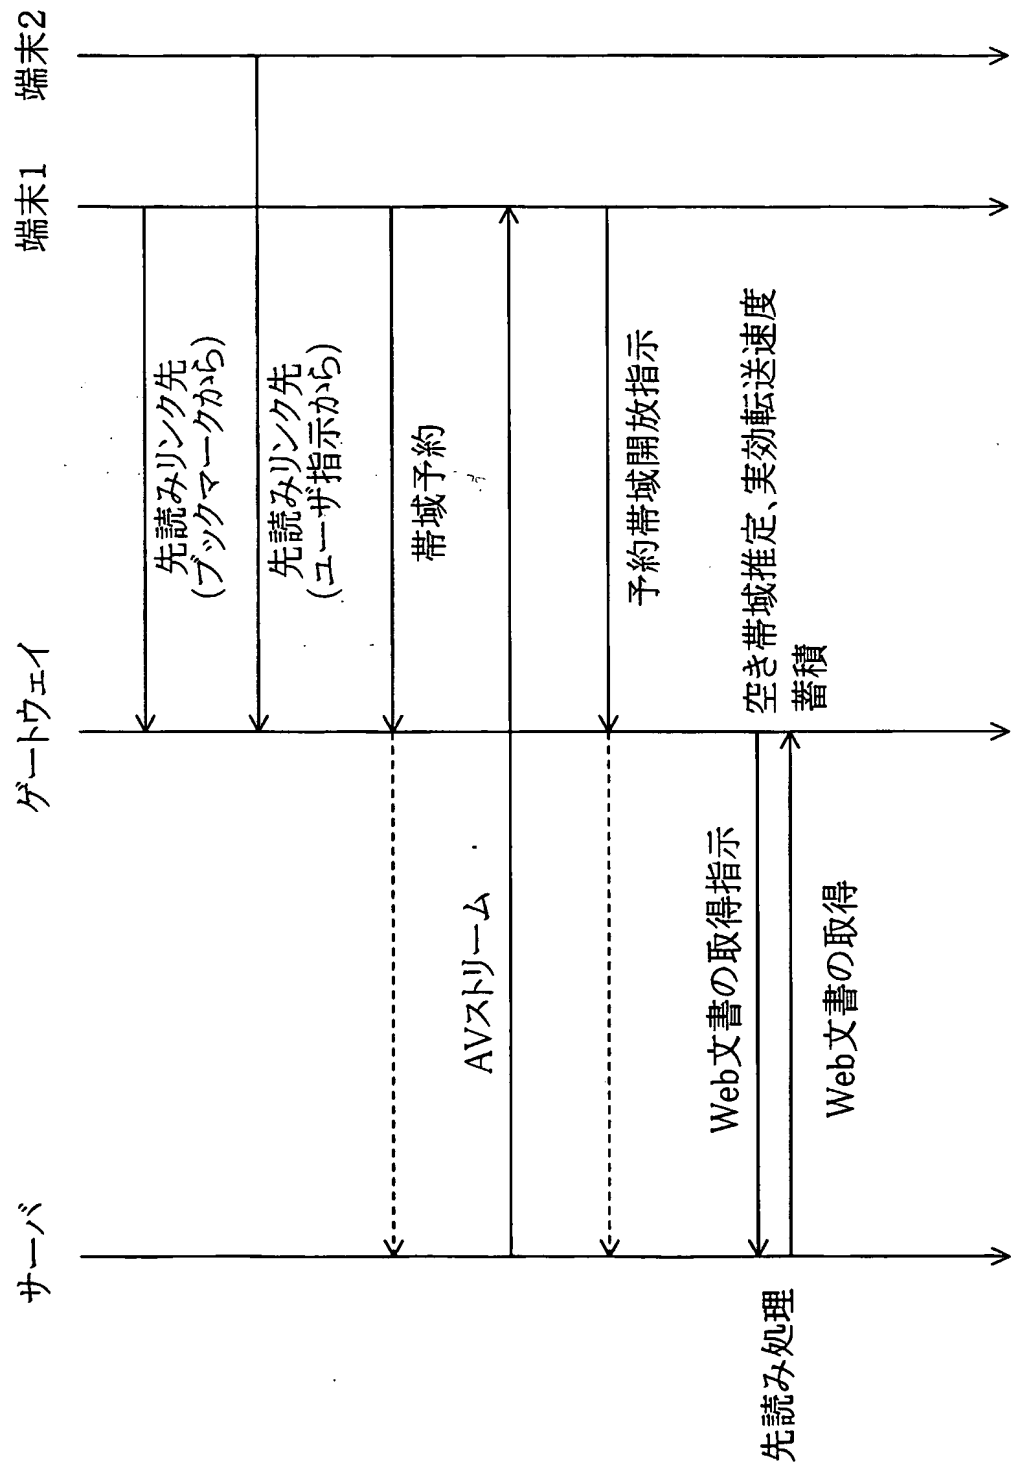 サーバ
ゲートウェイ
端末1
端末2
先読みリンク先
(ブックマークから)
先読みリンク先
(ユーザ指示から)
帯域予約
AVストリーム
予約帯域開放指示
先読み処理
Web文書の取得指示
空き帯域推定、実効転送速度
蓄積
Web文書の取得